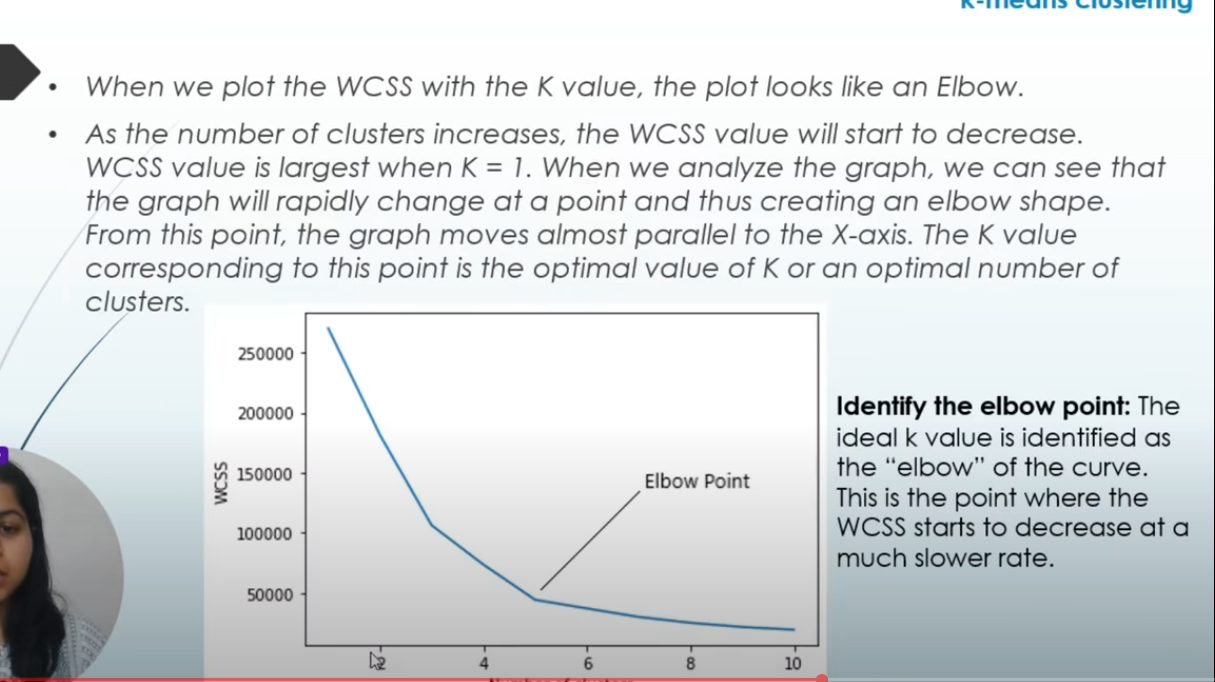 K-means Clustering
• When we plot the WCSS with the K value, the plot looks like an Elbow.
• As the number of clusters increases, the WCSS value will start to decrease.
WCSS value is largest when K = 1. When we analyze the graph, we can see that
the graph will rapidly change at a point and thus creating an elbow shape.
From this point, the graph moves almost parallel to the X-axis. The K value
corresponding to this point is the optimal value of K or an optimal number of
clusters.
250000
200000
150000
100000
50000
WCSS
Elbow Point
2 4 6 8 10
Number of clusters
Identify the elbow point: The
ideal k value is identified as
the “elbow” of the curve.
This is the point where the
WCSS starts to decrease at a
much slower rate.